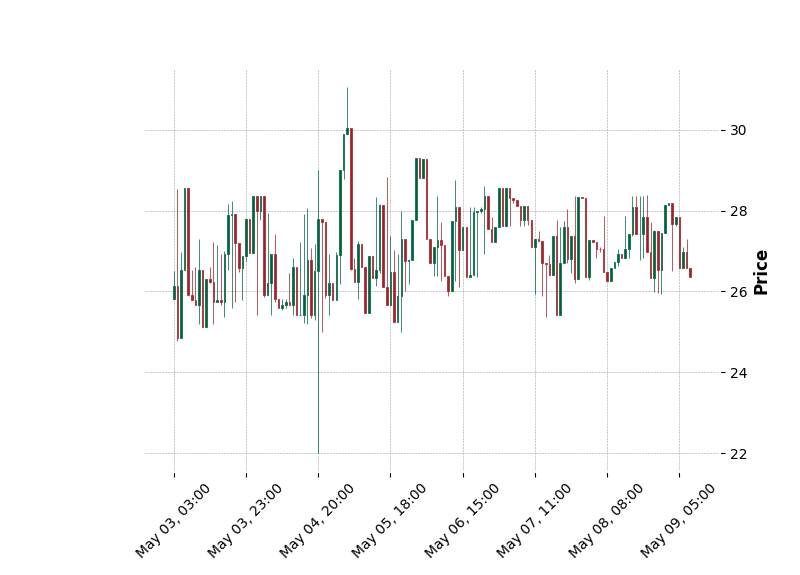 30
28
26
24
22
Price
May 03, 03:00
May 03, 23:00
May 04, 20:00
May 05, 18:00
May 06, 15:00
May 07, 11:00
May 08, 08:00
May 09, 05:00